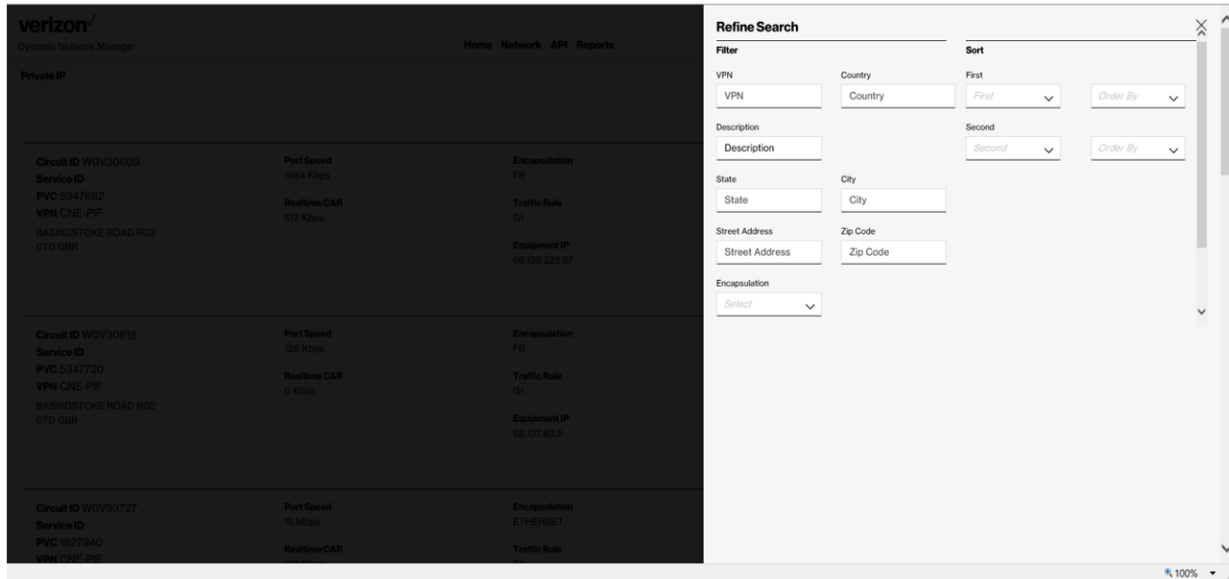 verizon✓
Dynamic Network Manager
Home Network API Reports
Private IP
Circuit ID W0V30609
Service ID
PVC 5347682
VPN CNE-PIF
BASINGSTOKE ROAD RG2
0TD GBR
Port Speed
1984 Kbps
Realtime CAR
512 Kbps
Encapsulation
FR
Traffic Rule
G1
Equipment IP
68.138.222.57
Circuit ID W0V30618
Service ID
PVC 5347720
VPN CNE-PIF
BASINGSTOKE ROAD RG2
0TD GBR
Port Speed
128 Kbps
Realtime CAR
0 Kbps
Encapsulation
FR
Traffic Rule
G1
Equipment IP
68.137.93.5
Circuit ID W0V93727
Service ID
PVC 1827940
VPN CNE-PIF
Port Speed
15 Mbps
Realtime CAR
Encapsulation
ETHERNET
Traffic Rule
Refine Search
Filter
VPN
VPN
Country
Country
Description
Description
State
State
City
City
Street Address
Street Address
Zip Code
Zip Code
Encapsulation
Select
Sort
First
First
Order By
Second
Second
Order By
100%